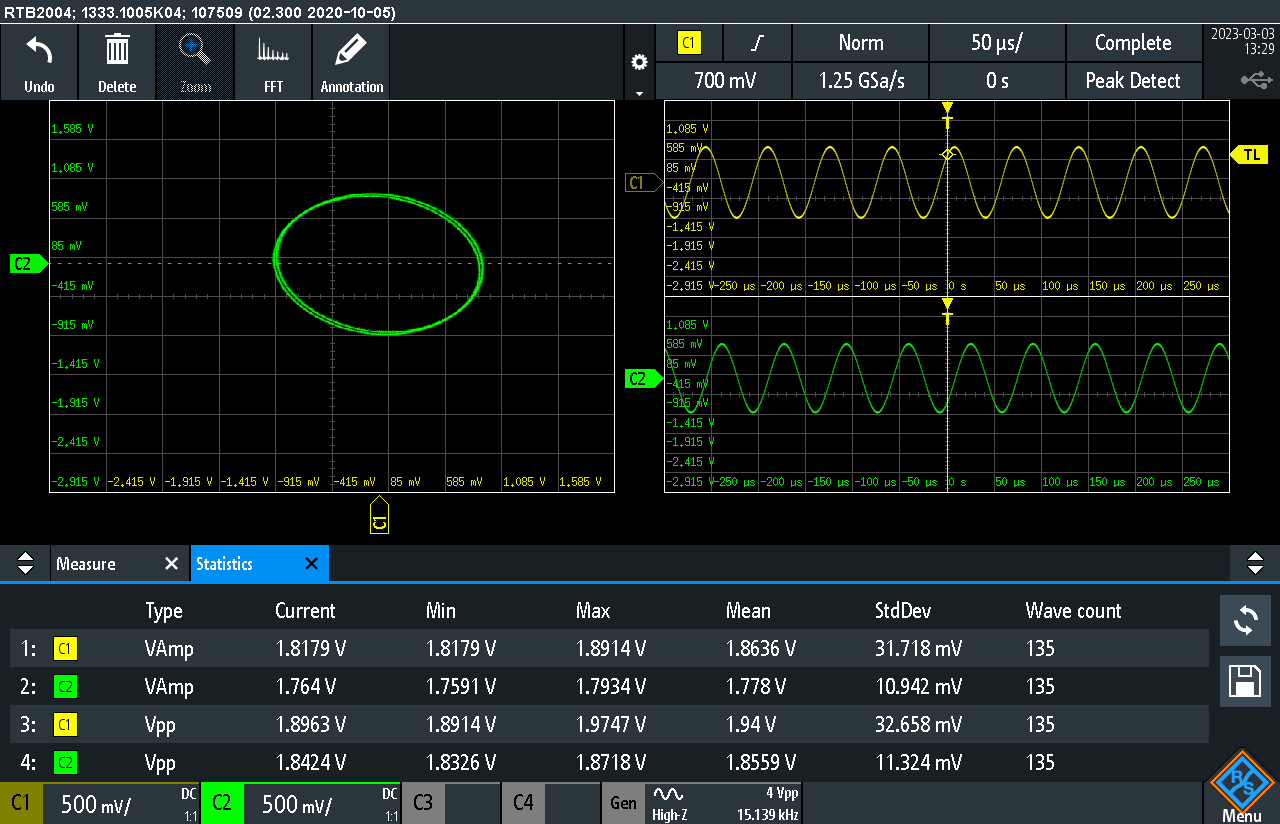 RTB2004; 1333.1005K04; 107509 (02.300 2020-10-05)
Undo Delete Zoom FFT Annotation
C1 Norm 50 µs/ Complete
700 mV 1.25 GSa/s 0 s Peak Detect
2023-03-03
13:29
1.585 V
1.085 V
585 mV
85 mV
-415 mV
-915 mV
-1.415 V
-1.915 V
-2.415 V
-2.915 V -2.415 V -1.915 V -1.415 V -915 mV -415 mV 85 mV 585 mV 1.085 V 1.585 V
C2
C1
T
1.085 V
585 mV
85 mV
-415 mV
-915 mV
-1.415 V
-1.915 V
-2.415 V
-2.915 V -250 µs -200 µs -150 µs -100 µs -50 µs 0 s 50 µs 100 µs 150 µs 200 µs 250 µs
C1
TL
T
1.085 V
585 mV
85 mV
-415 mV
-915 mV
-1.415 V
-1.915 V
-2.415 V
-2.915 V -250 µs -200 µs -150 µs -100 µs -50 µs 0 s 50 µs 100 µs 150 µs 200 µs 250 µs
C2
Measure Statistics
Type Current Min Max Mean StdDev Wave count
1: C1 VAmp 1.8179 V 1.8179 V 1.8914 V 1.8636 V 31.718 mV 135
2: C2 VAmp 1.764 V 1.7591 V 1.7934 V 1.778 V 10.942 mV 135
3: C1 Vpp 1.8963 V 1.8914 V 1.9747 V 1.94 V 32.658 mV 135
4: C2 Vpp 1.8424 V 1.8326 V 1.8718 V 1.8559 V 11.324 mV 135
C1 500 mV/ DC 1:1 C2 500 mV/ DC 1:1 C3 C4 Gen High-Z 4 Vpp 15.139 kHz
R&S
Menu